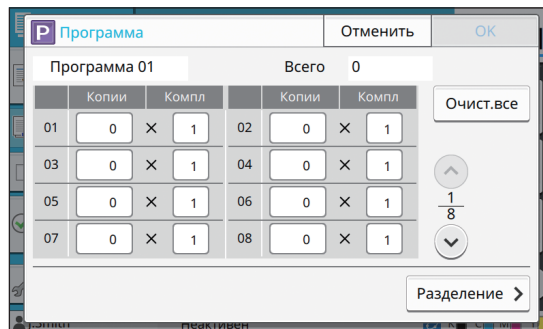 P Программа Отменить OK
Программа 01 Всего 0
Копии Компл Копии Компл Очист.все
01 0 × 1 02 0 × 1
03 0 × 1 04 0 × 1
05 0 × 1 06 0 × 1
1
8
07 0 × 1 08 0 × 1
Разделение
J.Smith Неактивен